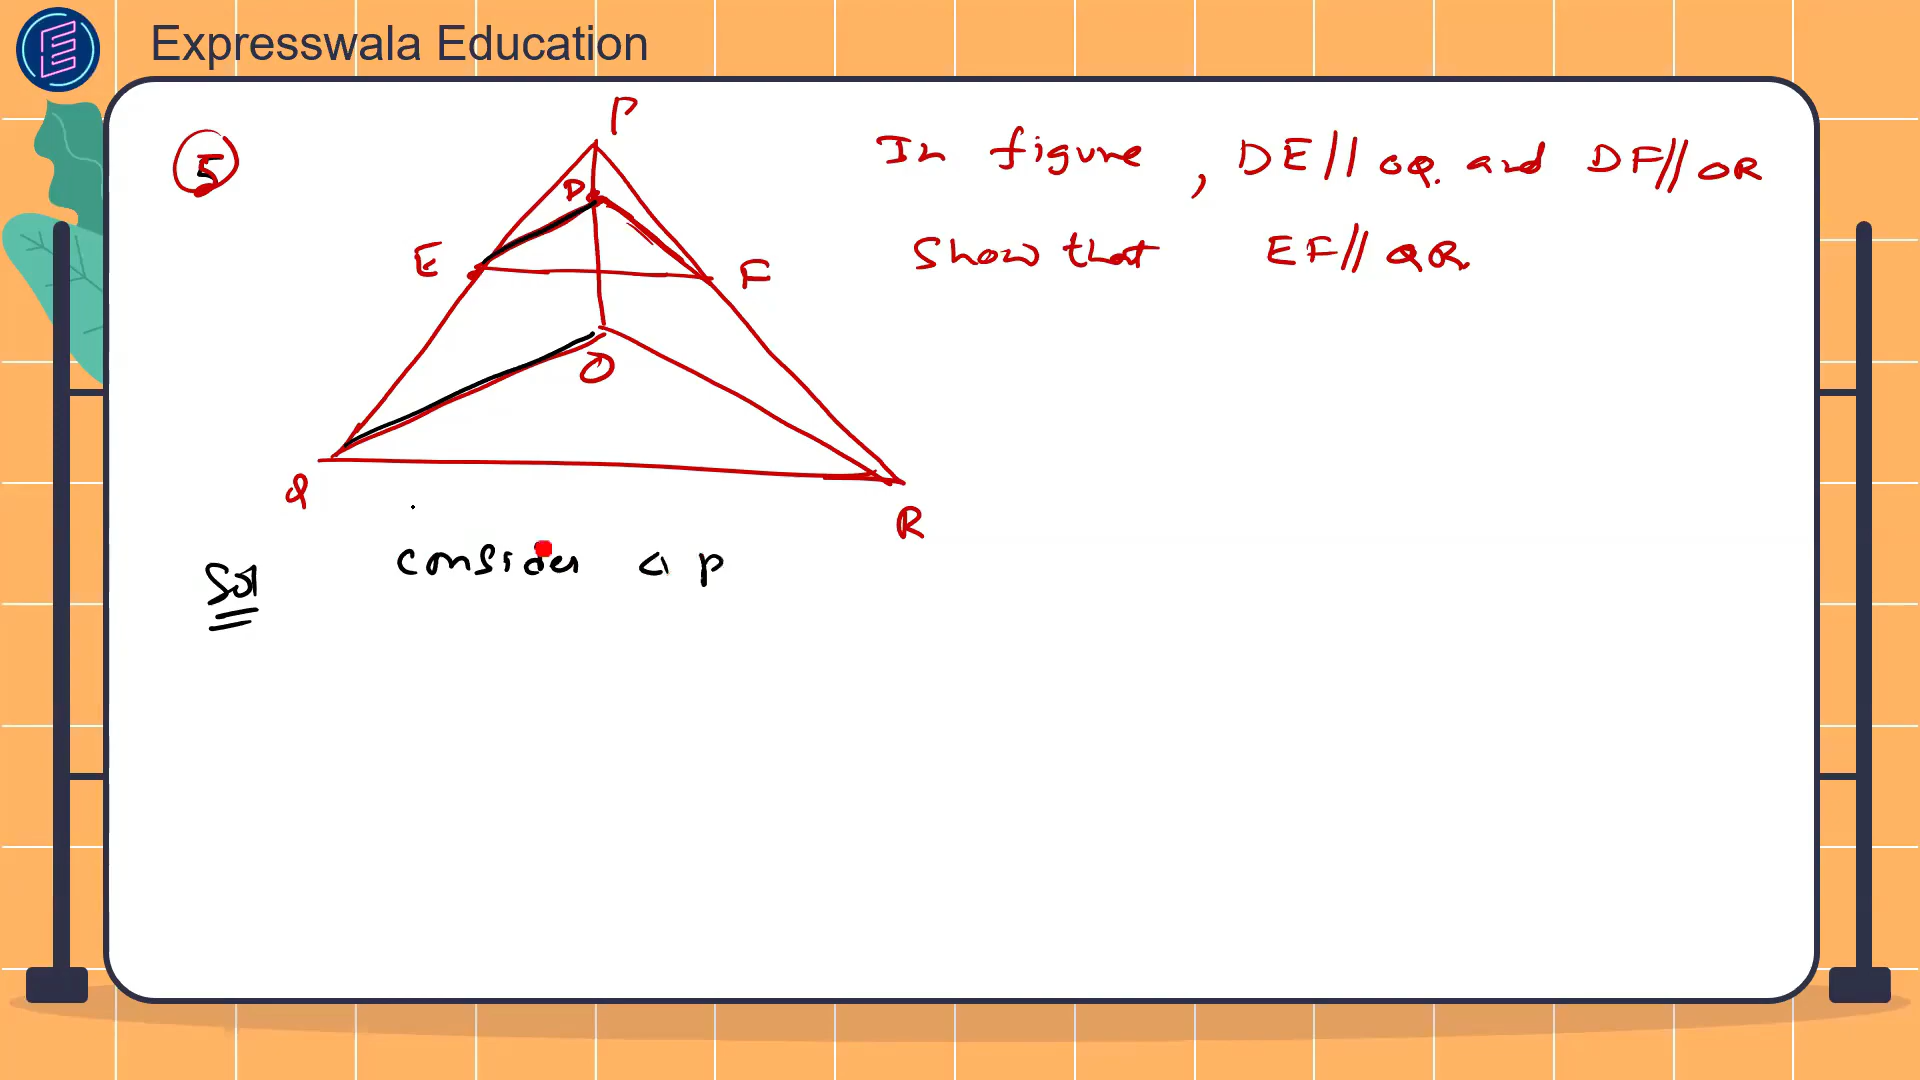 Expresswala Education
5
P
D
E
F
O
Q
R
In figure, DE//OQ. and DF//OR
Show that EF//QR.
Sol
consider △ P